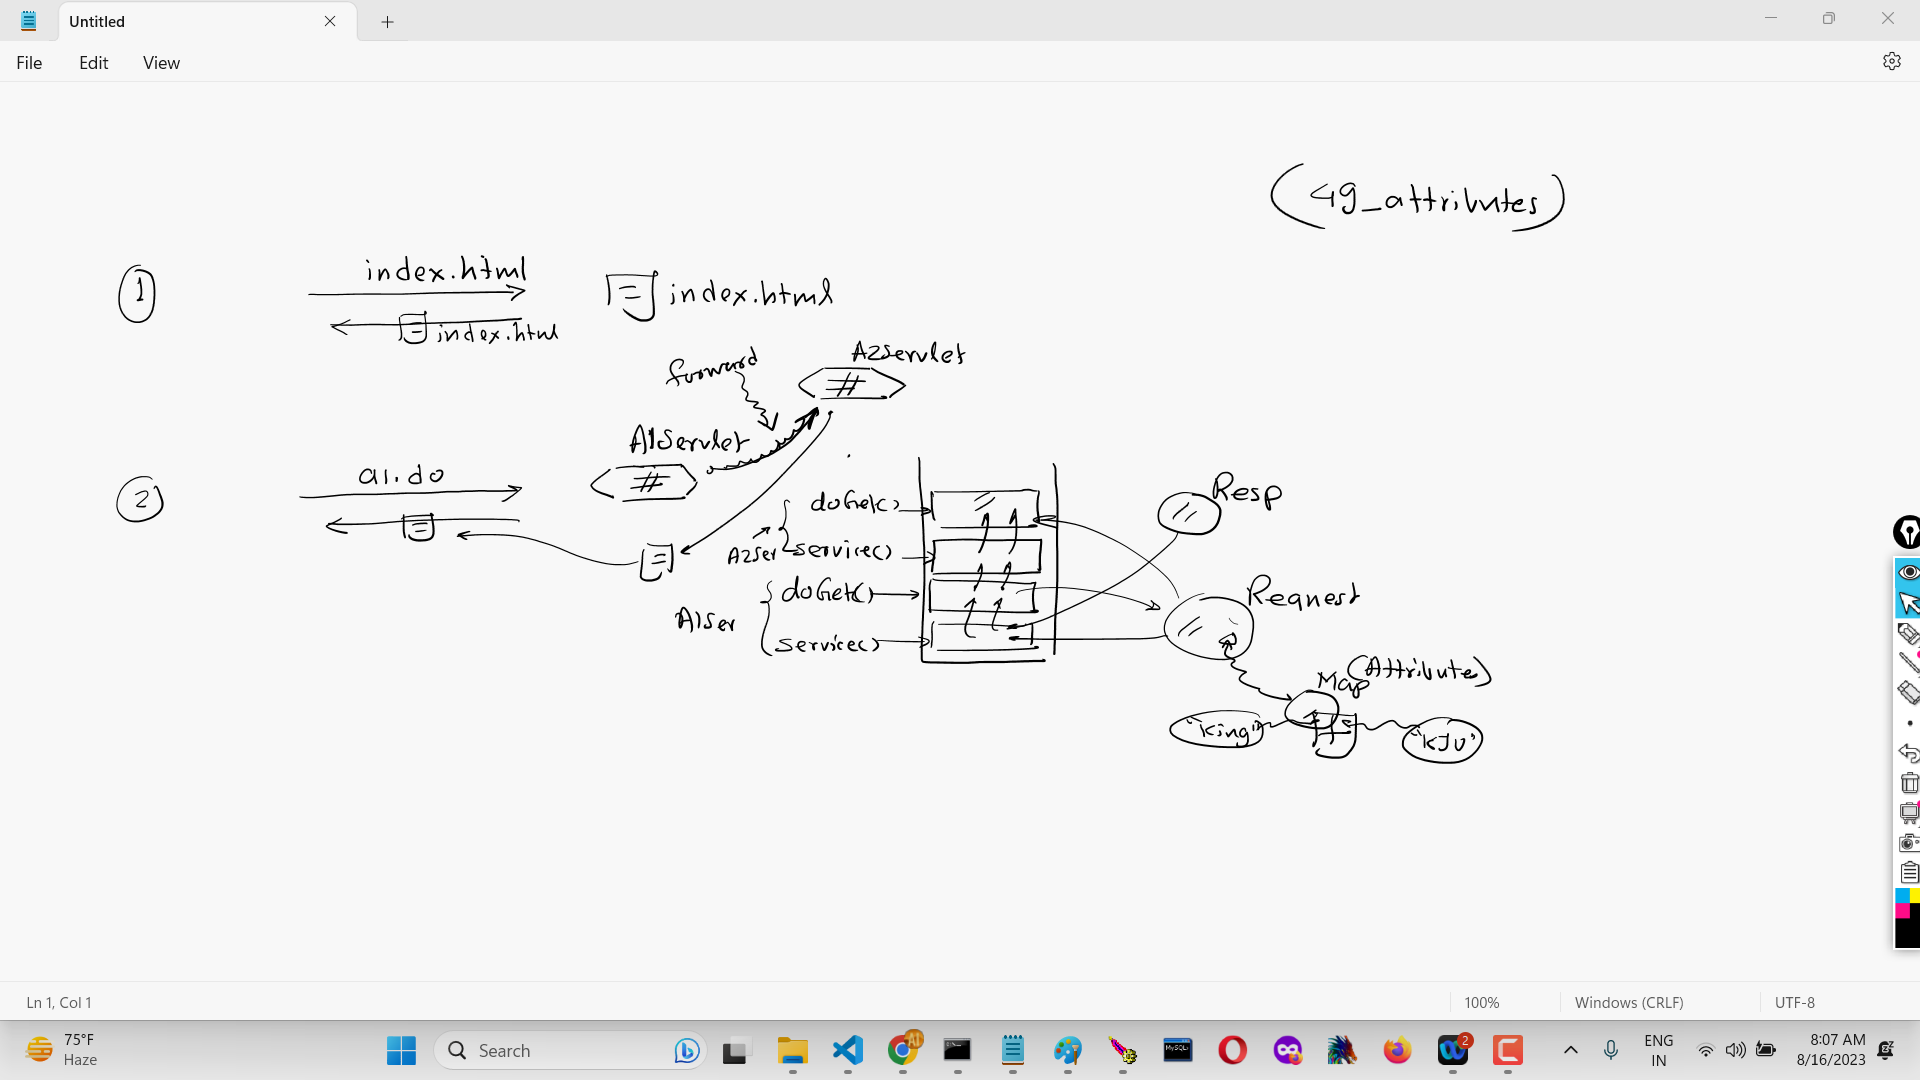 Untitled
File Edit View
(49_attributes)
1 index.html index.html
index.html
forward A2Servlet
A1Servlet
2 a1.do
Resp
doGet()
A2Ser service()
doGet() Request
A1Ser
service()
Map (Attribute)
"King" "KJU"
Ln 1, Col 1 100% Windows (CRLF) UTF-8
75°F
Haze
Search
MySQL
2
ENG
IN
8:07 AM
8/16/2023